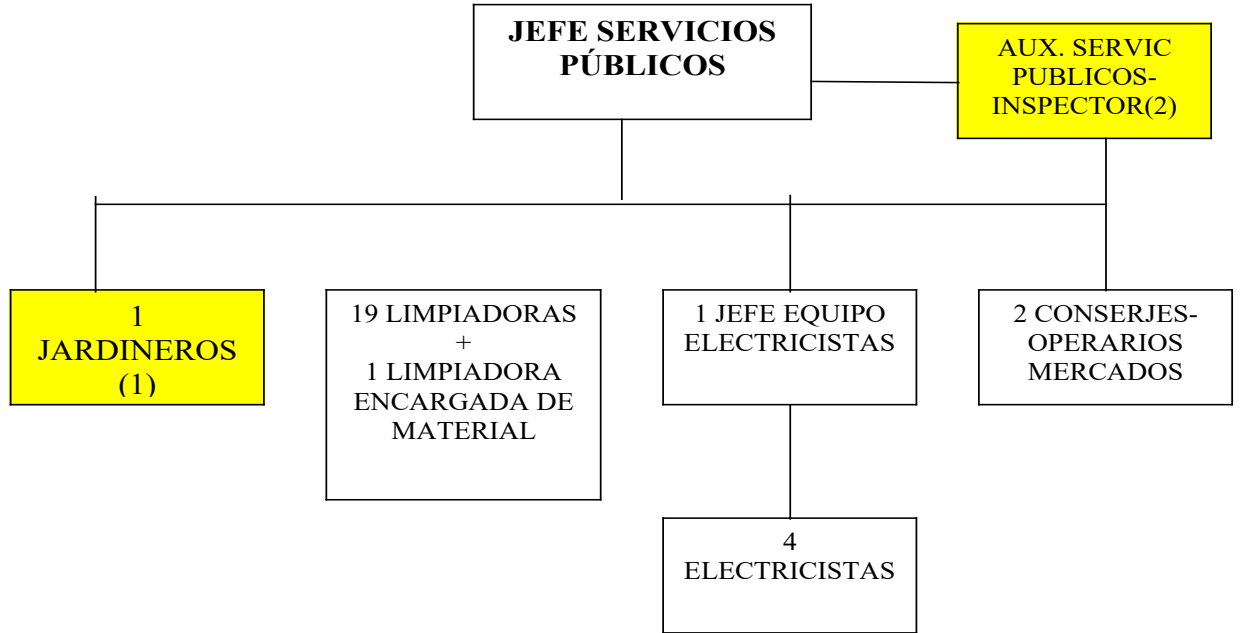 JEFE SERVICIOS
PÚBLICOS
AUX. SERVIC
PUBLICOS-
INSPECTOR(2)
1
JARDINEROS
(1)
19 LIMPIADORAS
+
1 LIMPIADORA
ENCARGADA DE
MATERIAL
1 JEFE EQUIPO
ELECTRICISTAS
2 CONSERJES-
OPERARIOS
MERCADOS
4
ELECTRICISTAS